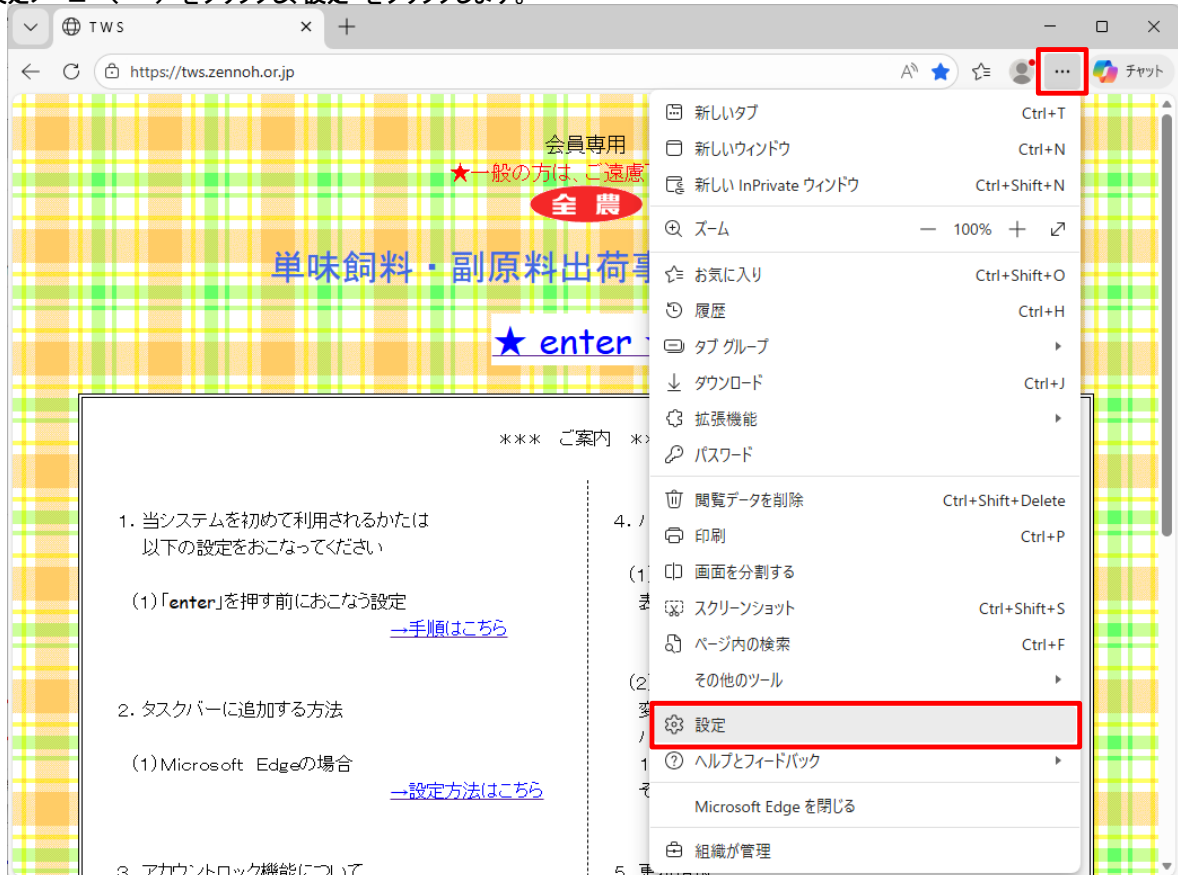 TWS
https://tws.zennoh.or.jp
チャット
会員専用
★一般の方は、ご遠慮
全農
単味飼料・副原料出荷
★ enter
*** ご案内
1．当システムを初めて利用されるかたは
以下の設定をおこなってください
(1)「enter」を押す前におこなう設定
→手順はこちら
2．タスクバーに追加する方法
(1)Microsoft Edgeの場合
→設定方法はこちら
3．アカウントロック機能について
4．
(1
(2
新しいタブ Ctrl+T
新しいウィンドウ Ctrl+N
新しい InPrivate ウィンドウ Ctrl+Shift+N
ズーム 100%
お気に入り Ctrl+Shift+O
履歴 Ctrl+H
タブ グループ
ダウンロード Ctrl+J
拡張機能
パスワード
閲覧データを削除 Ctrl+Shift+Delete
印刷 Ctrl+P
画面を分割する
スクリーンショット Ctrl+Shift+S
ページ内の検索 Ctrl+F
その他のツール
設定
ヘルプとフィードバック
Microsoft Edge を閉じる
組織が管理